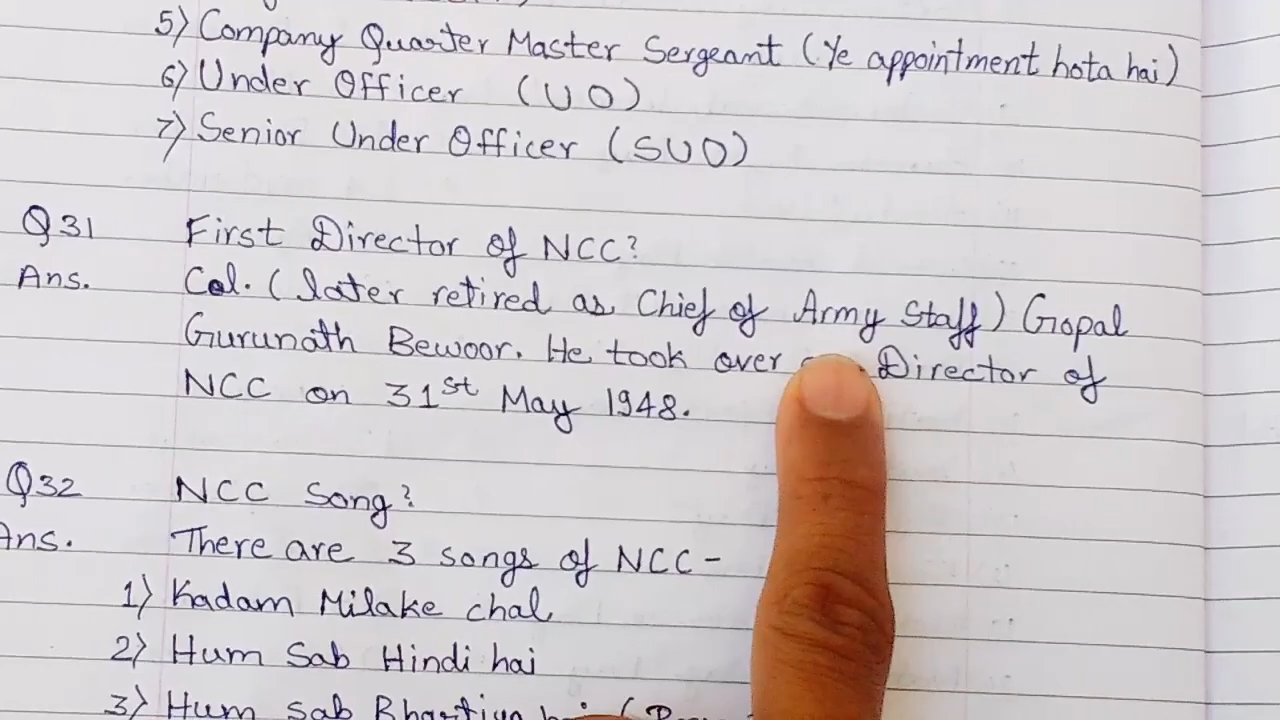 5) Company Quarter Master Sergeant (Ye appointment hota hai)
6) Under Officer (UO)
7) Senior Under Officer (SUO)
Q31 First Director of NCC?
Ans. Col. (later retired as Chief of Army Staff) Gopal
Gurunath Bewoor. He took over Director of
NCC on 31st May 1948.
Q32 NCC Song?
Ans. There are 3 songs of NCC-
1) Kadam Milake chal
2) Hum Sab Hindi hai
3) Hum sab Bhartiya hai (